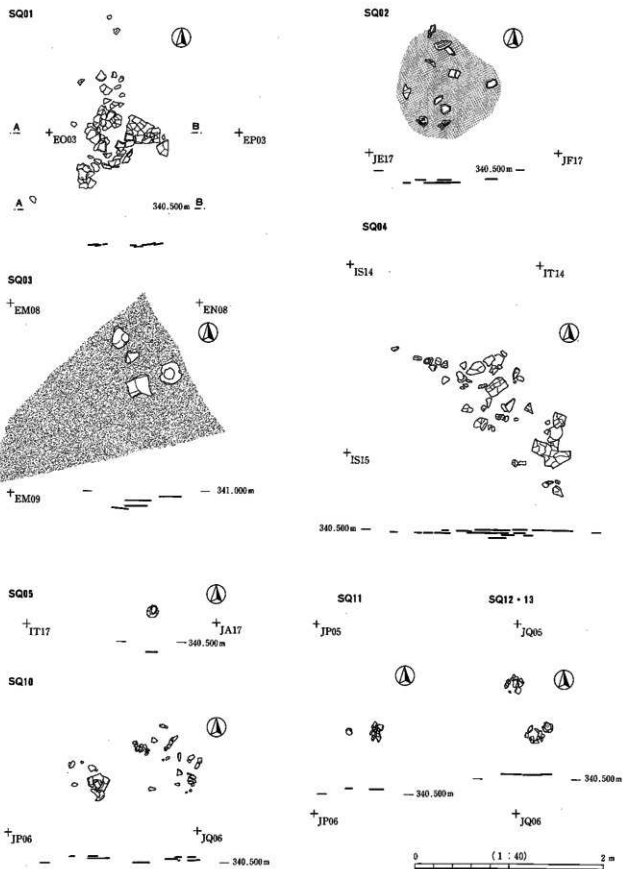 SQ01
A
+EO03
B
+EP03
A
340.500m
B
SQ02
+JE17
340.500m
+JF17
SQ03
+EM08
+EN08
+EM09
341.000m
SQ04
+IS14
+IT14
+IS15
340.500m
SQ05
+IT17
+JA17
340.500m
SQ10
+JP06
+JQ06
340.500m
SQ11
+JP05
340.500m
+JP06
SQ12・13
+JQ05
340.500m
+JQ06
0 (1:40) 2 m